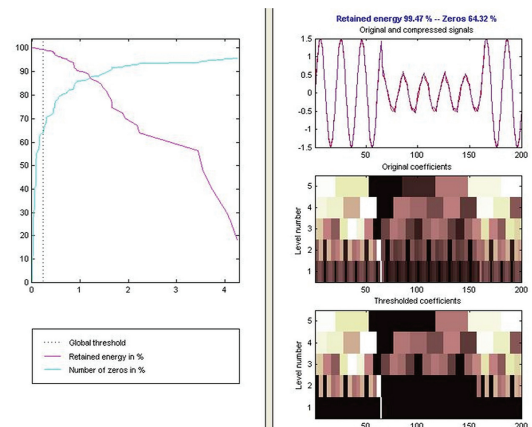 Retained energy 99.47 % -- Zeros 64.32 %
Original and compressed signals
100
90
80
70
60
50
40
30
20
10
0
0 1 2 3 4
Global threshold
Retained energy in %
Number of zeros in %
1.5
1.0
0.5
0
-0.5
-1.0
-1.5
50 100 150 200
Original coefficients
Level number
5
4
3
2
1
50 100 150 200
Thresholded coefficients
Level number
5
4
3
2
1
50 100 150 200